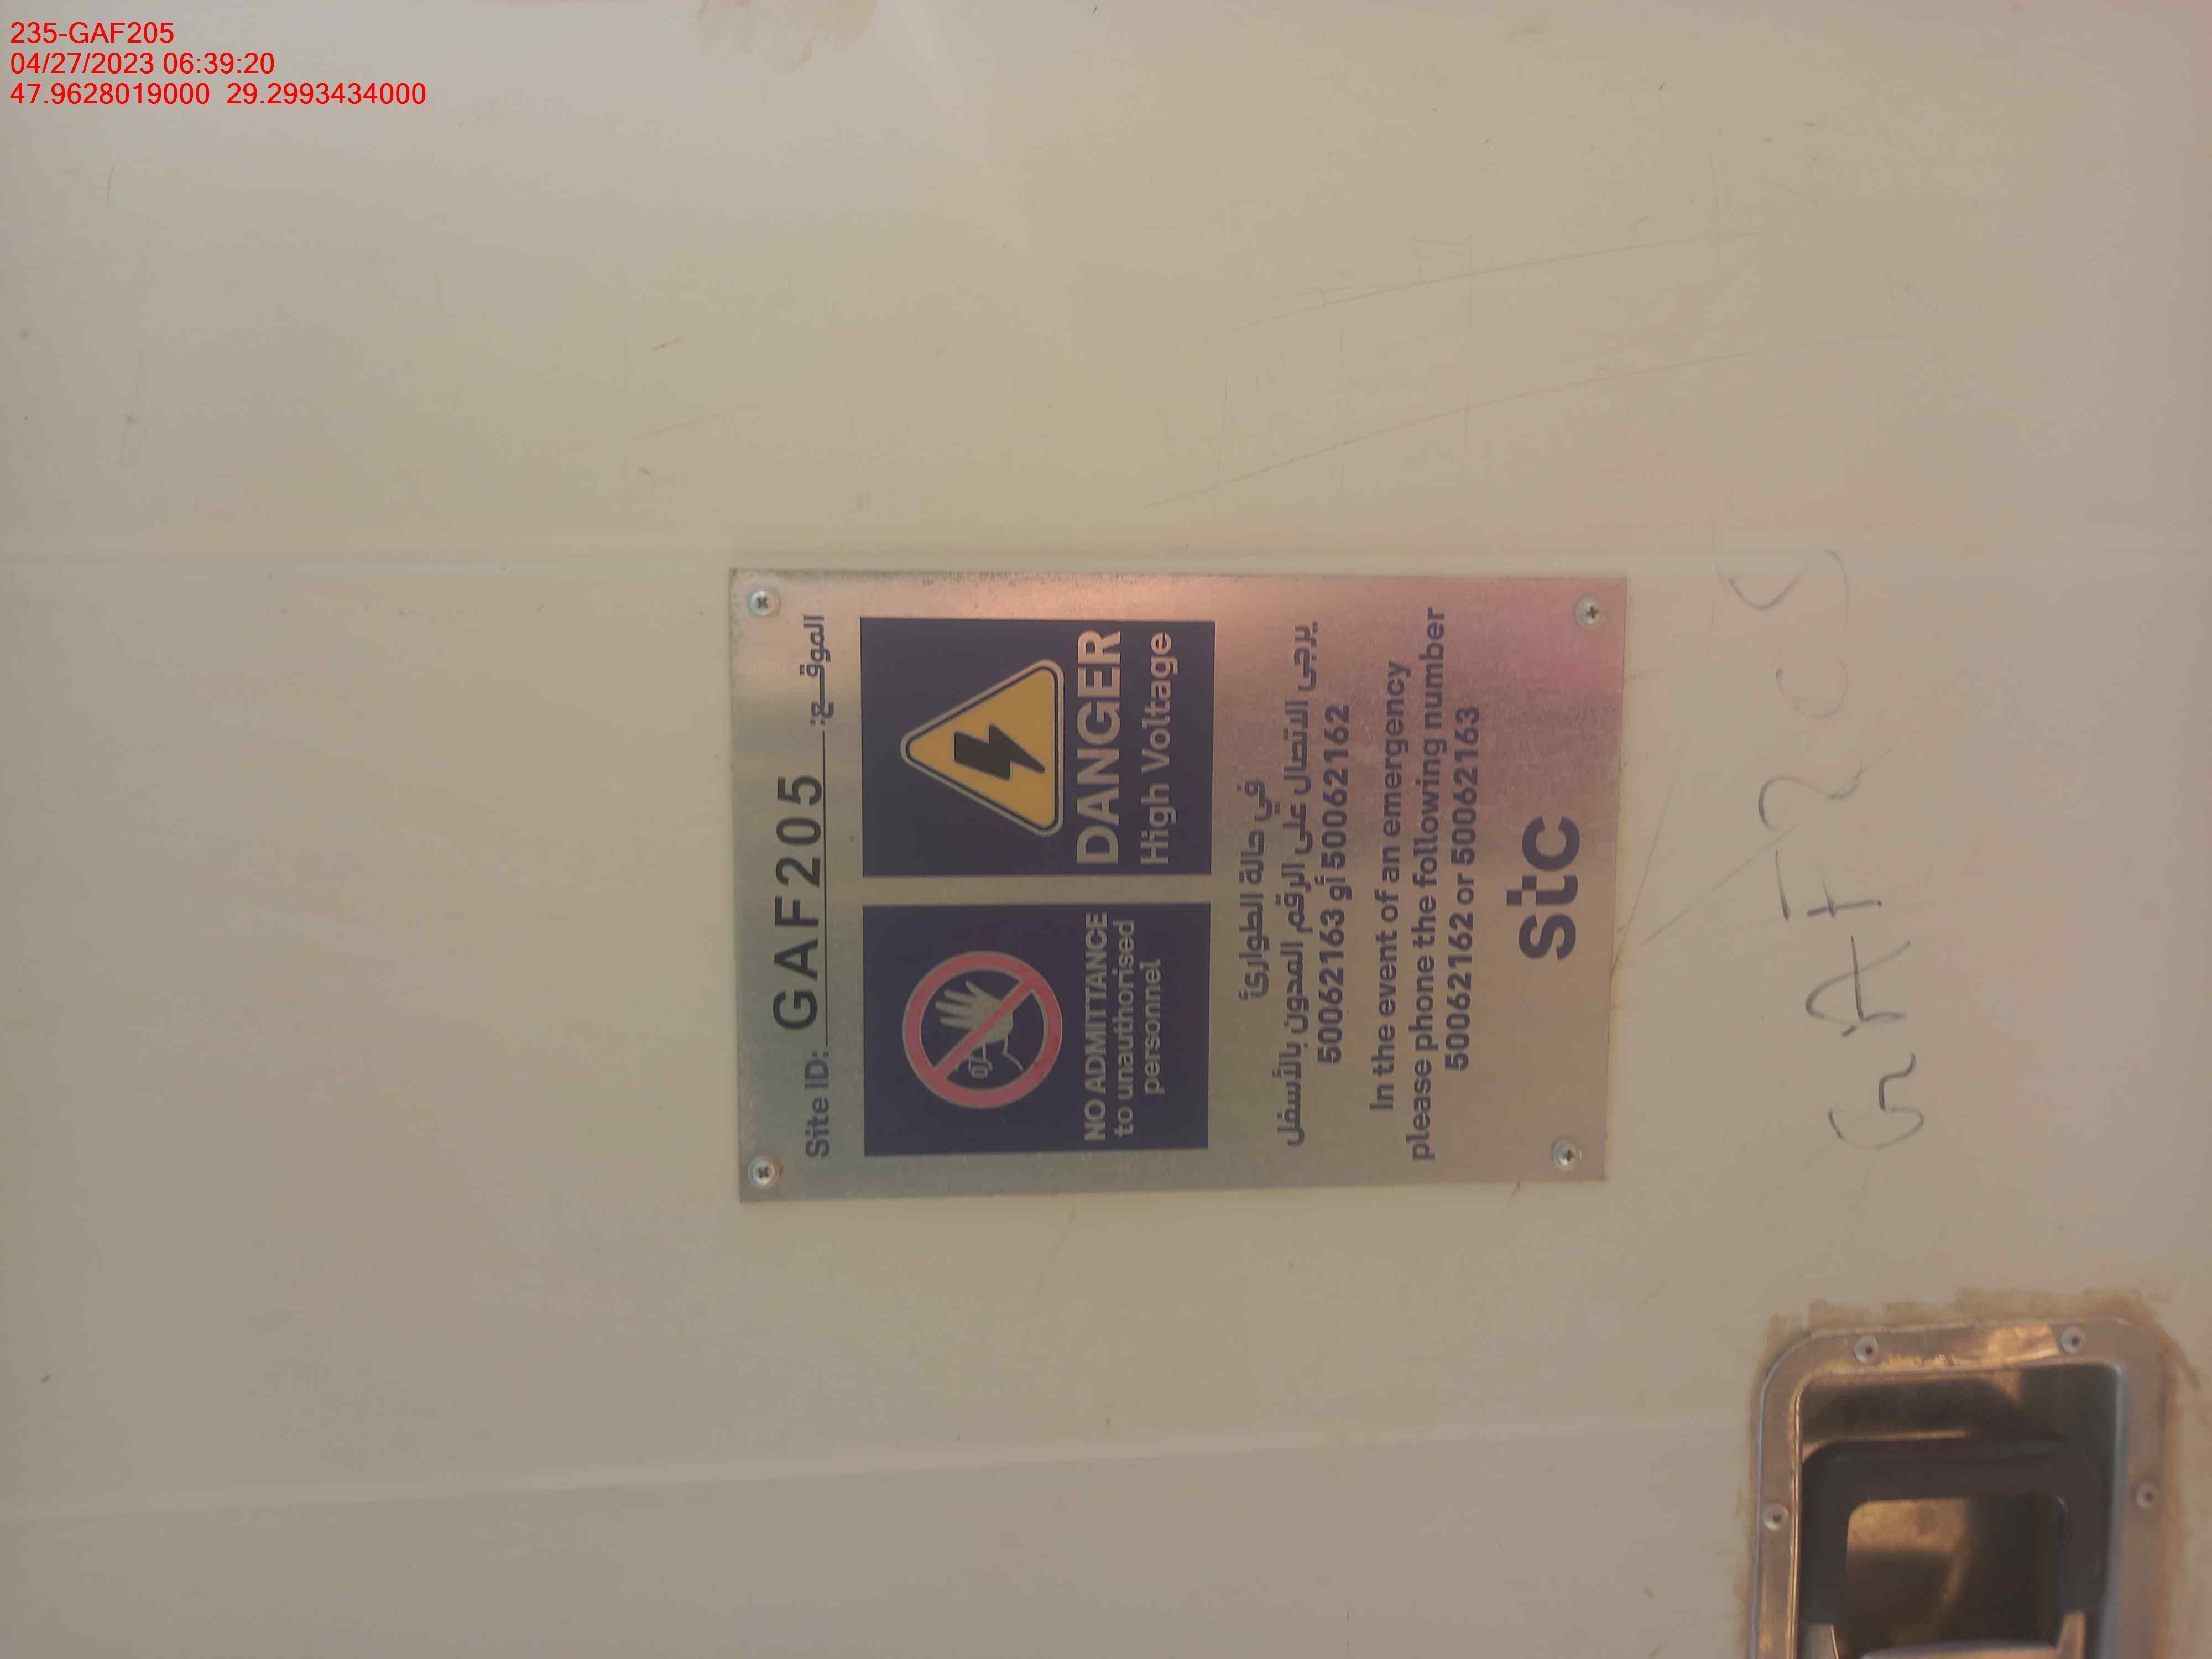 235-GAF205
04/27/2023 06:39:20
47.9628019000 29.2993434000
Site ID: GAF205 الموقـــع:
NO ADMITTANCE
to unauthorised
personnel
DANGER
High Voltage
في حالة الطوارئ
يرجى الاتصال على الرقم المدون بالأسفل
50062162 أو 50062163
In the event of an emergency
please phone the following number
50062162 or 50062163
stc
GAF205